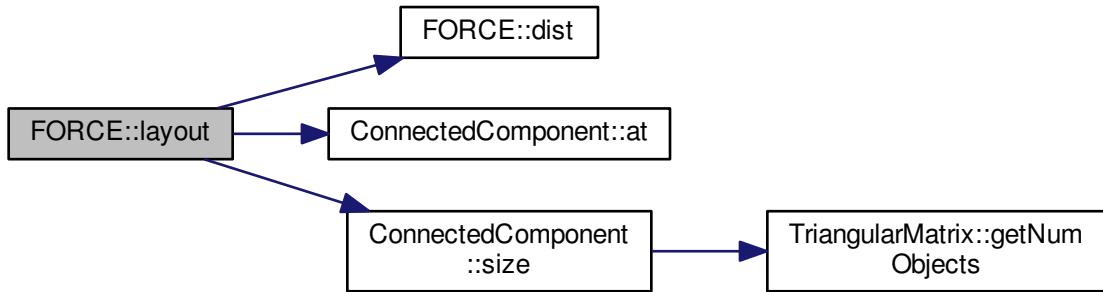 FORCE::dist
FORCE::layout
ConnectedComponent::at
ConnectedComponent
::size
TriangularMatrix::getNum
Objects